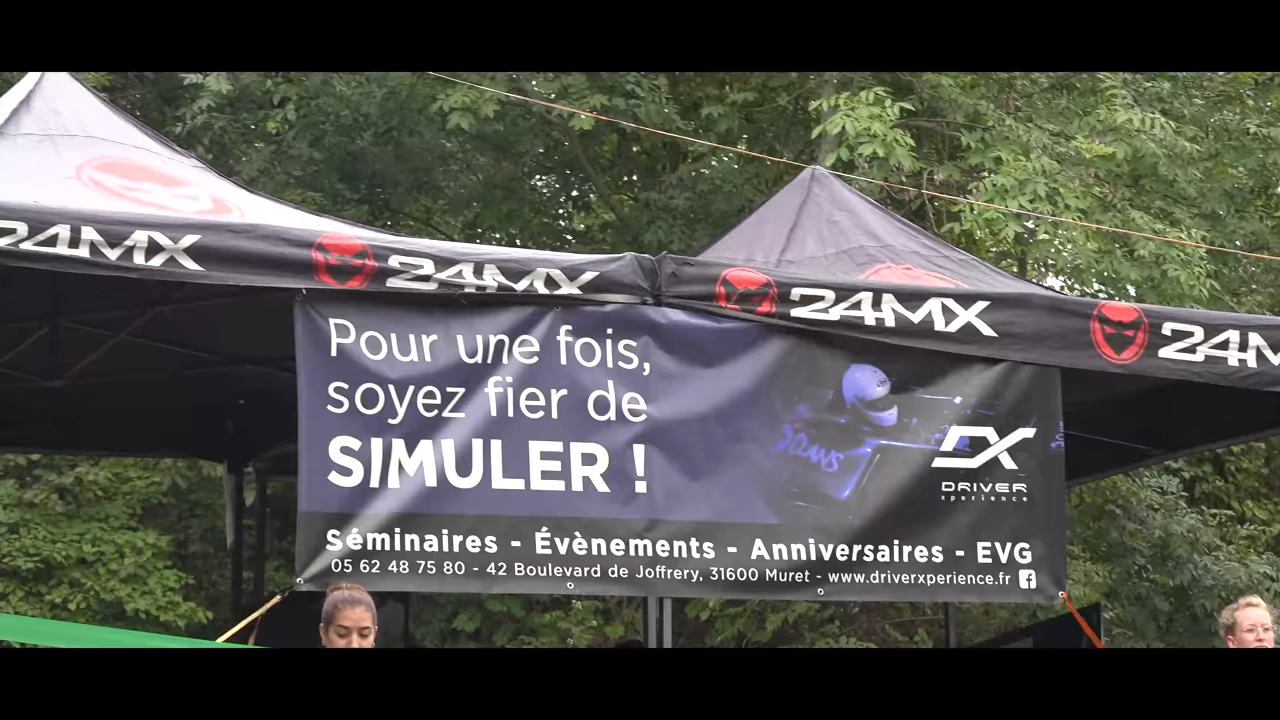 24MX
24MX
24MX
24M
Pour une fois,
soyez fier de
SIMULER !
DX
DRIVER
xperience
Séminaires - Évènements - Anniversaires - EVG
05 62 48 75 80 - 42 Boulevard de Joffrery, 31600 Muret - www.driverxperience.fr